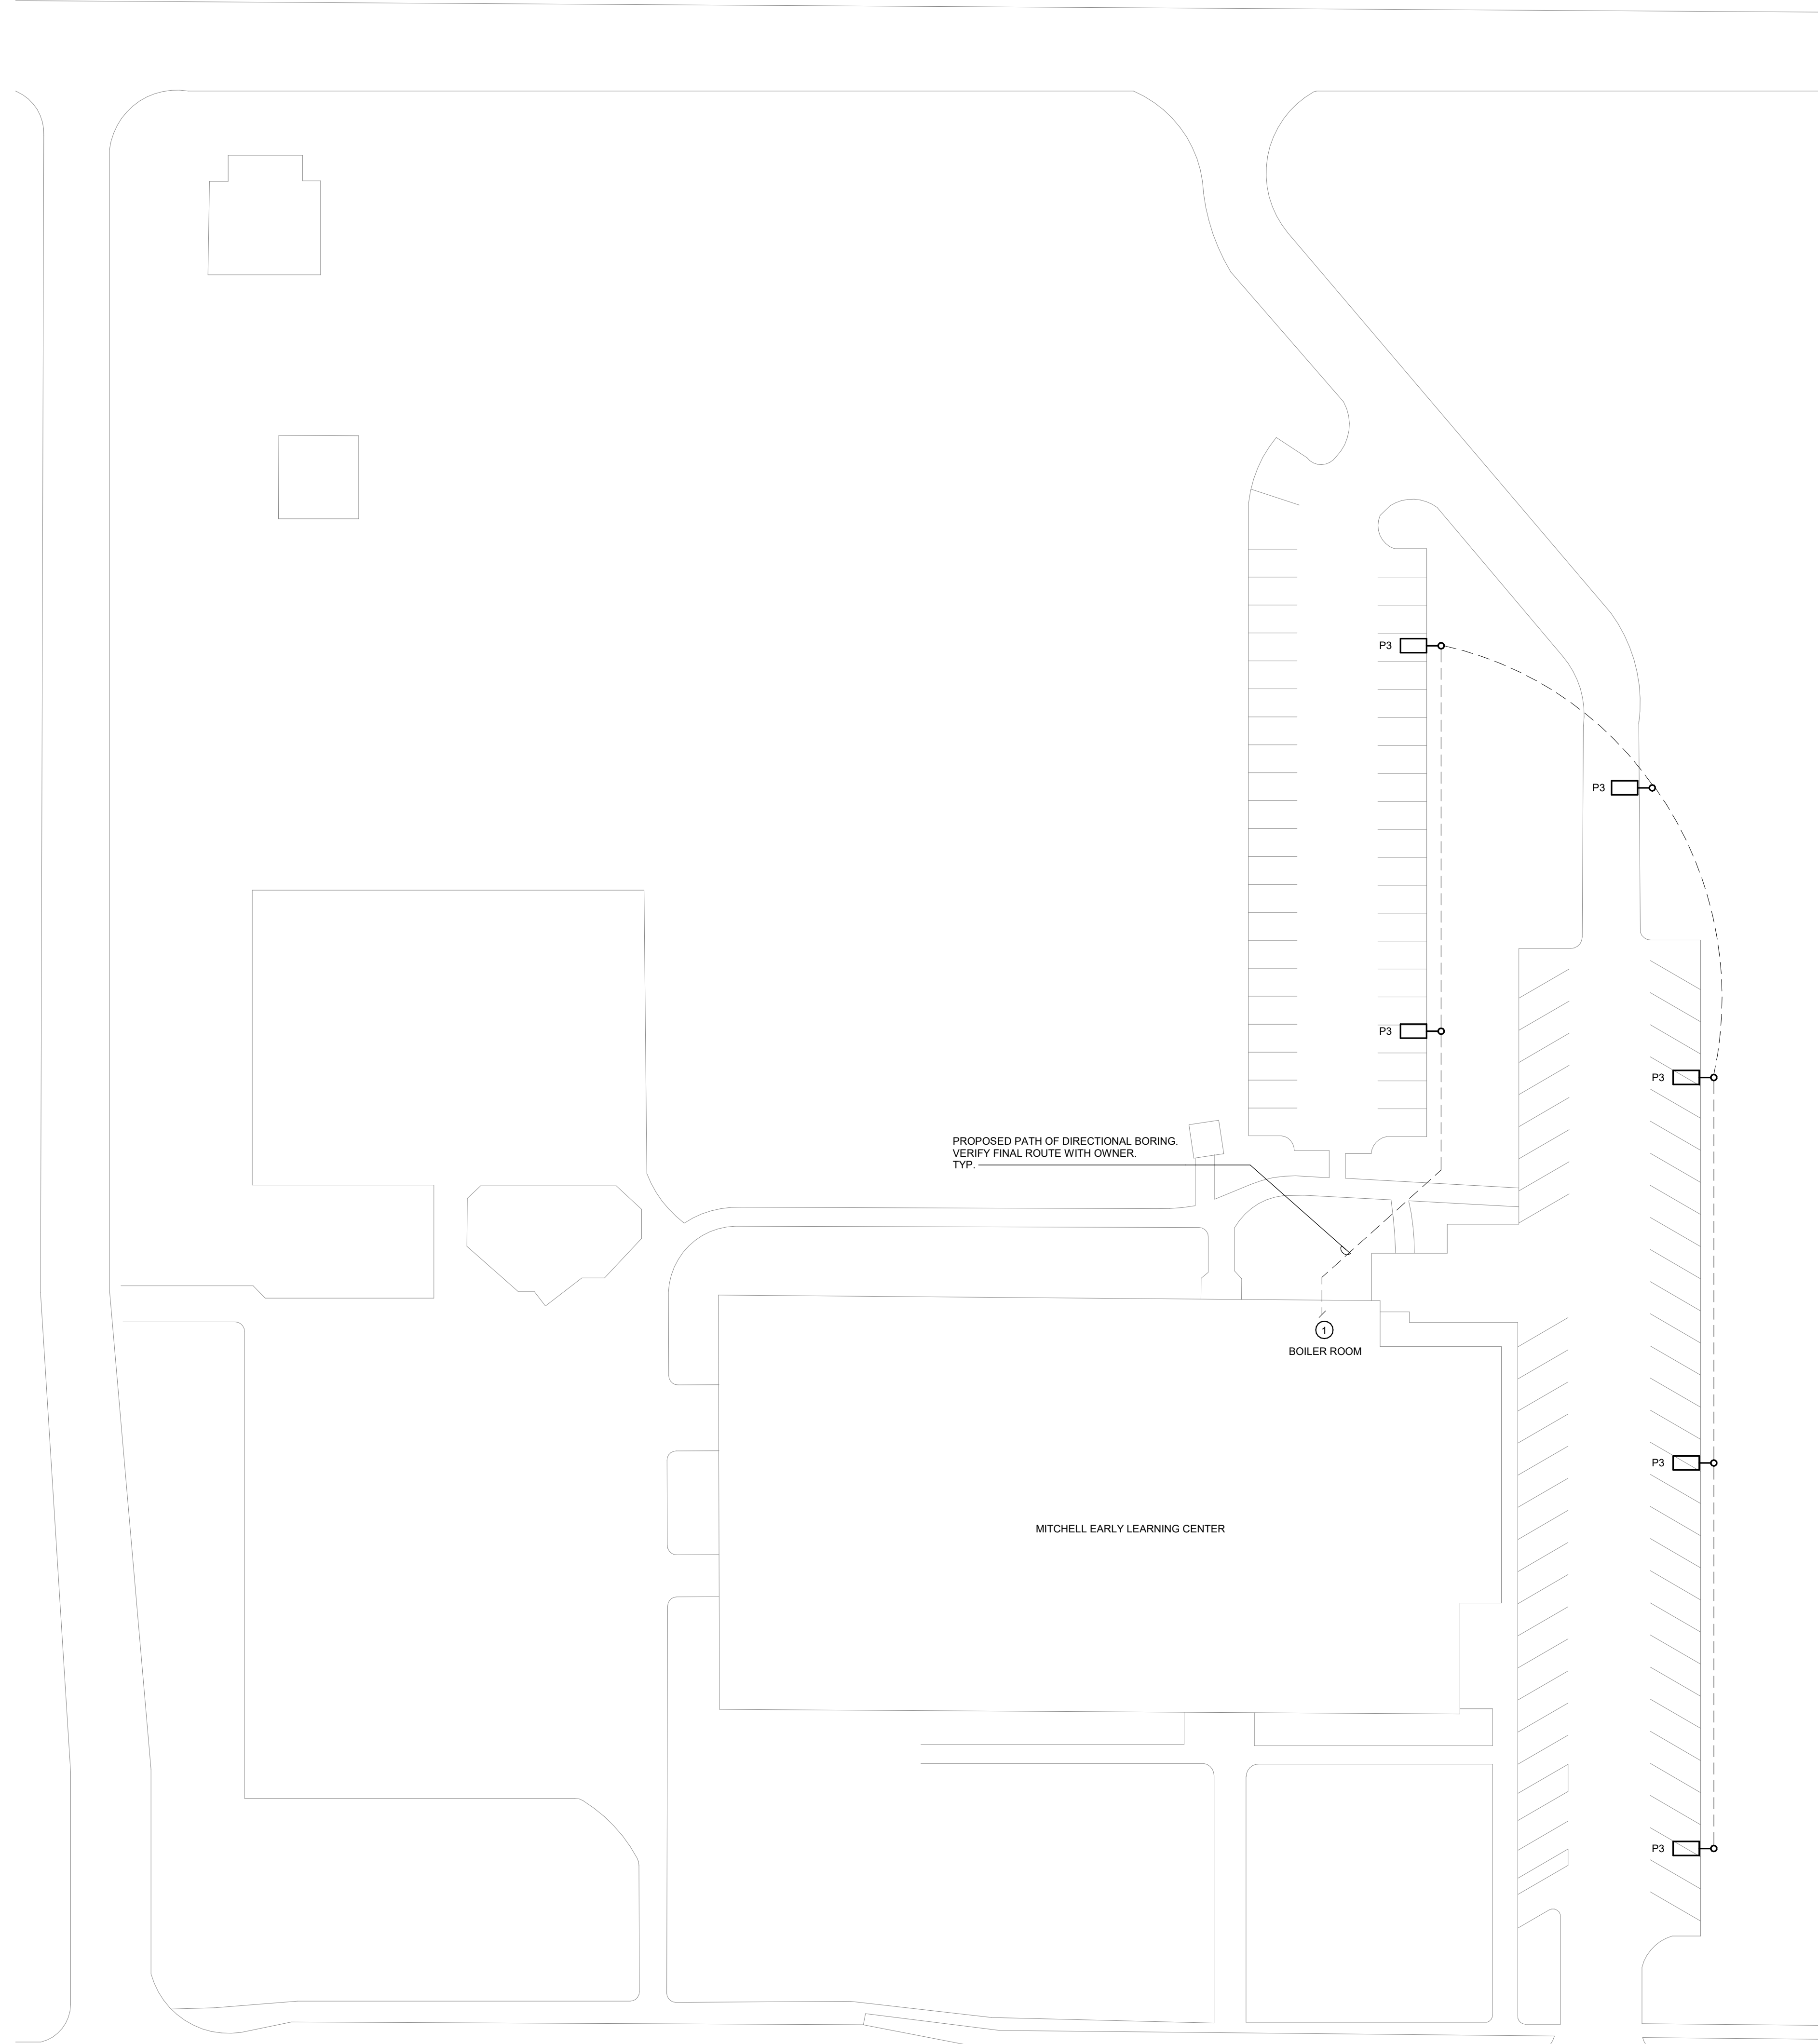 P3
P3
P3
P3
PROPOSED PATH OF DIRECTIONAL BORING.
VERIFY FINAL ROUTE WITH OWNER.
TYP.
1
BOILER ROOM
P3
MITCHELL EARLY LEARNING CENTER
P3